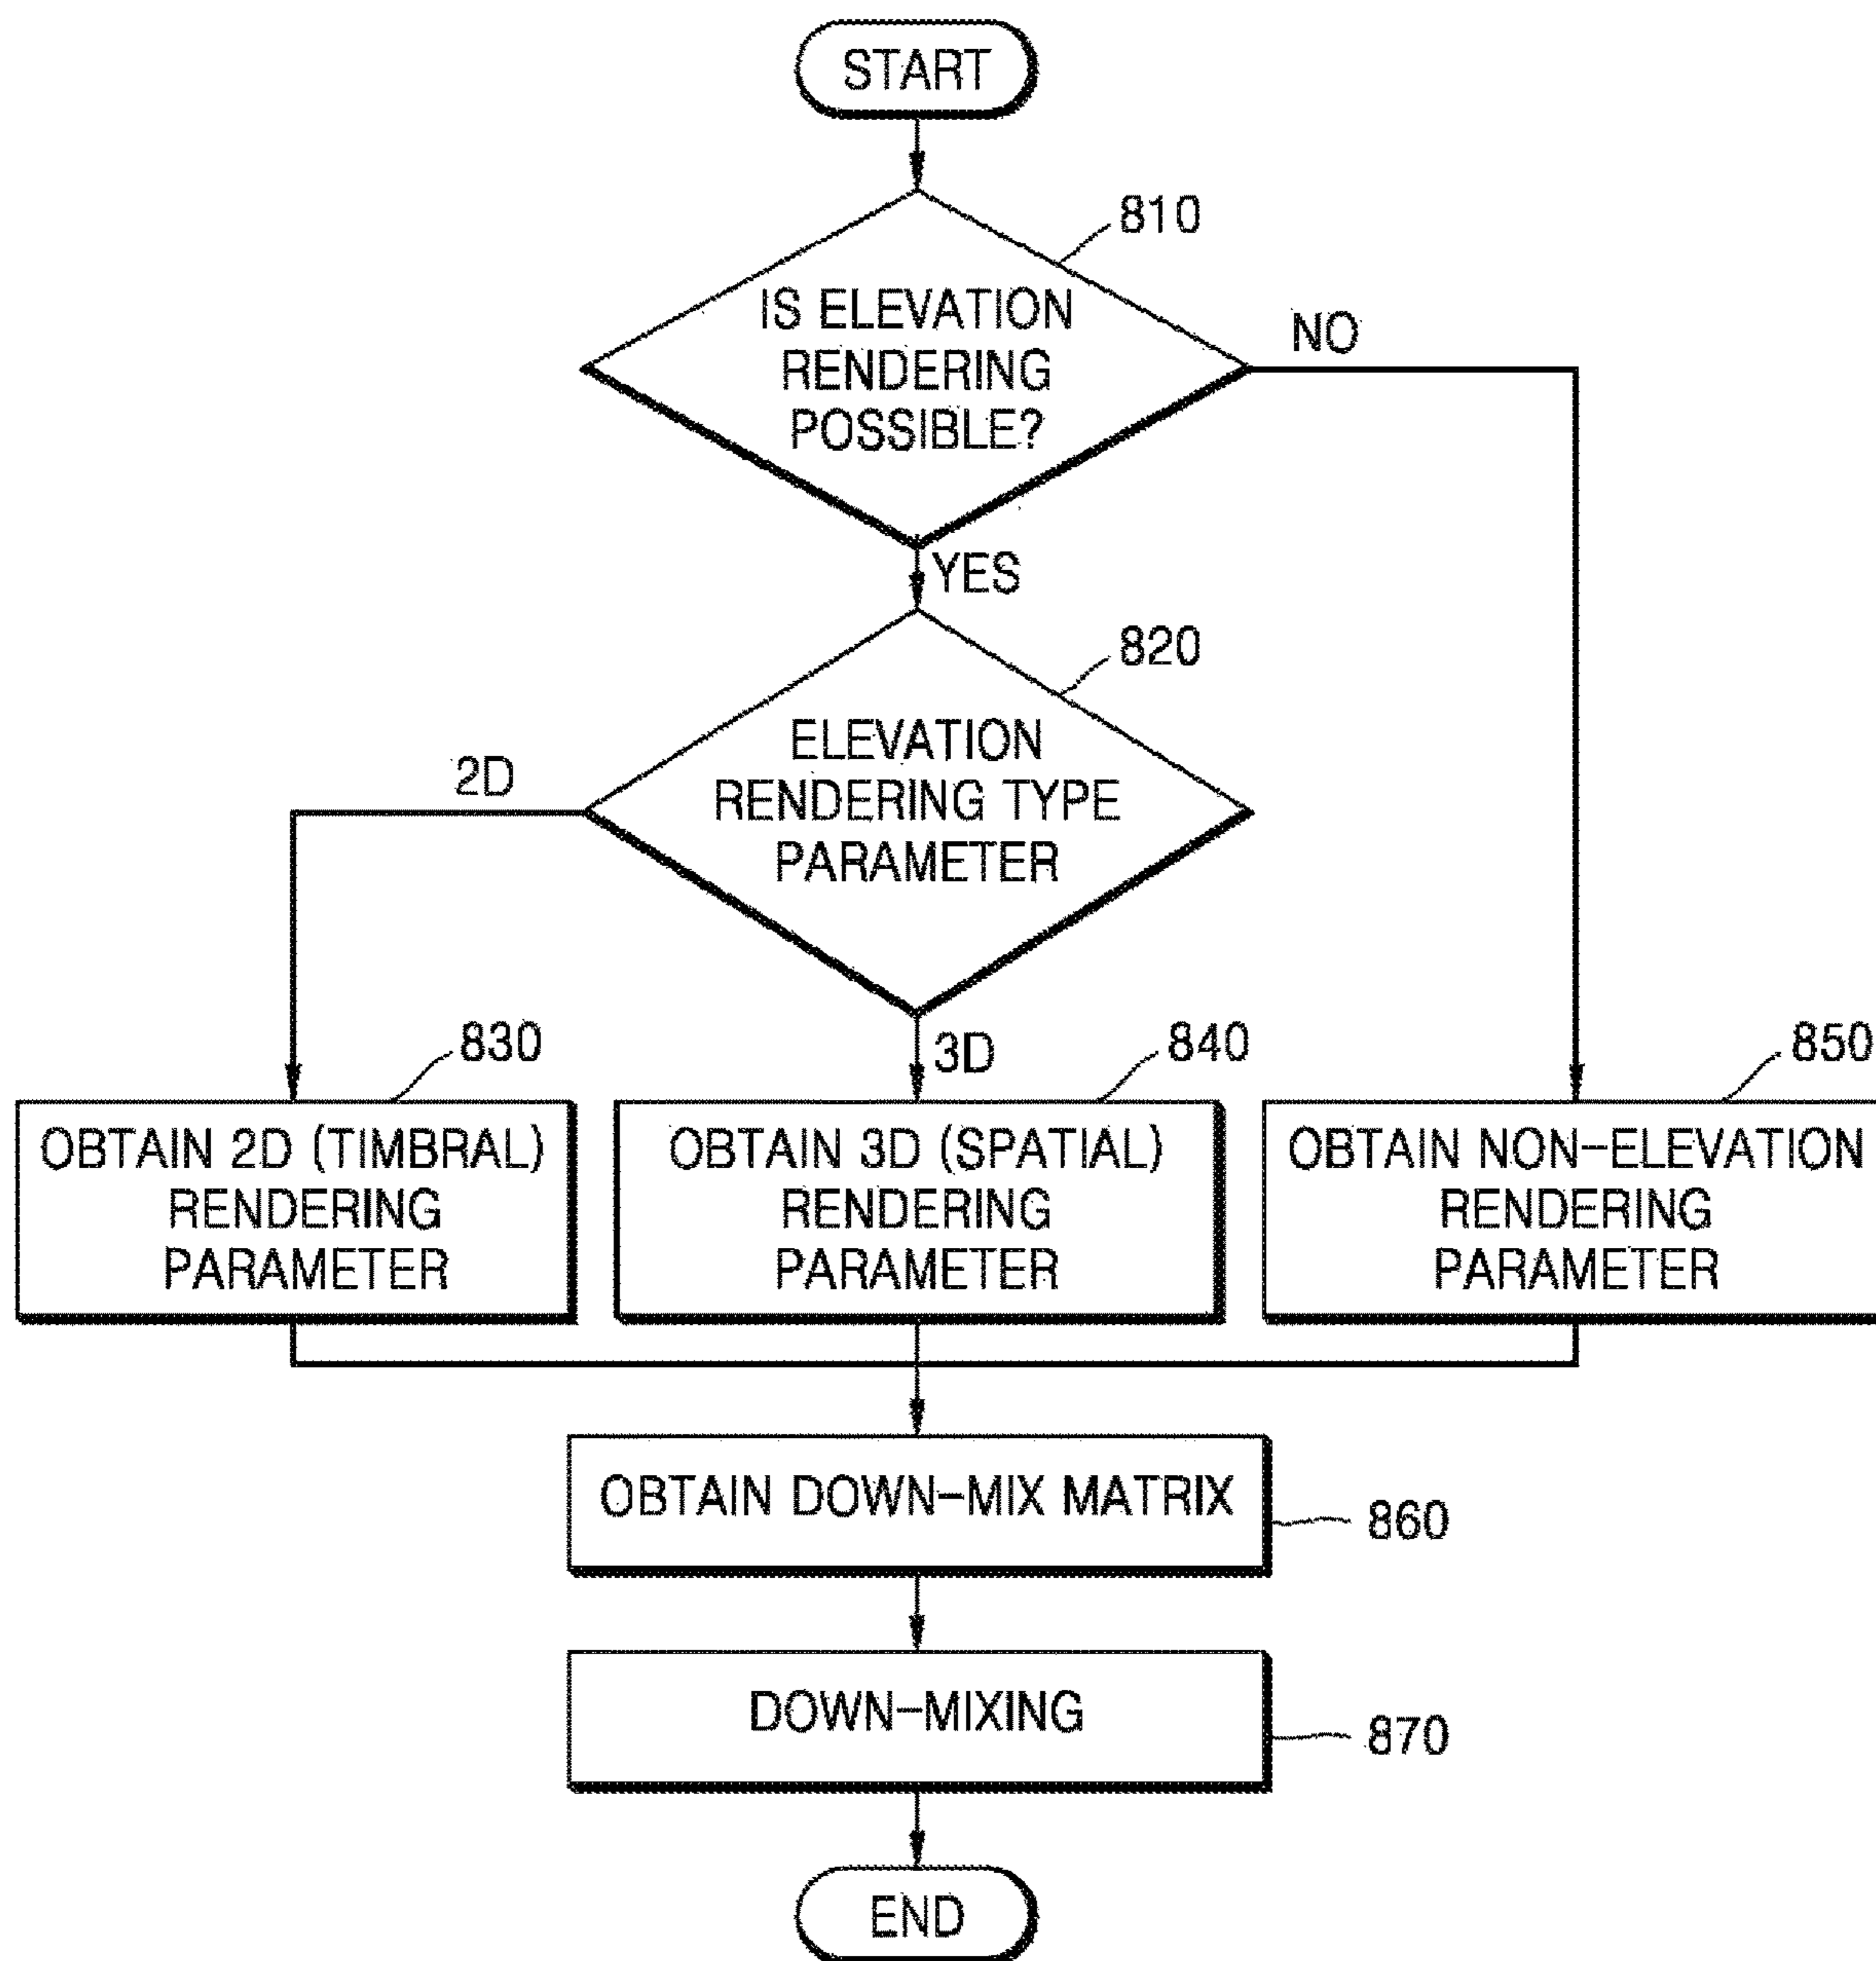 START
810
IS ELEVATION
RENDERING
POSSIBLE?
NO
YES
820
ELEVATION
RENDERING TYPE
PARAMETER
2D
3D
830
840
850
OBTAIN 2D (TIMBRAL)
RENDERING
PARAMETER
OBTAIN 3D (SPATIAL)
RENDERING
PARAMETER
OBTAIN NON-ELEVATION
RENDERING
PARAMETER
OBTAIN DOWN-MIX MATRIX
860
DOWN-MIXING
870
END